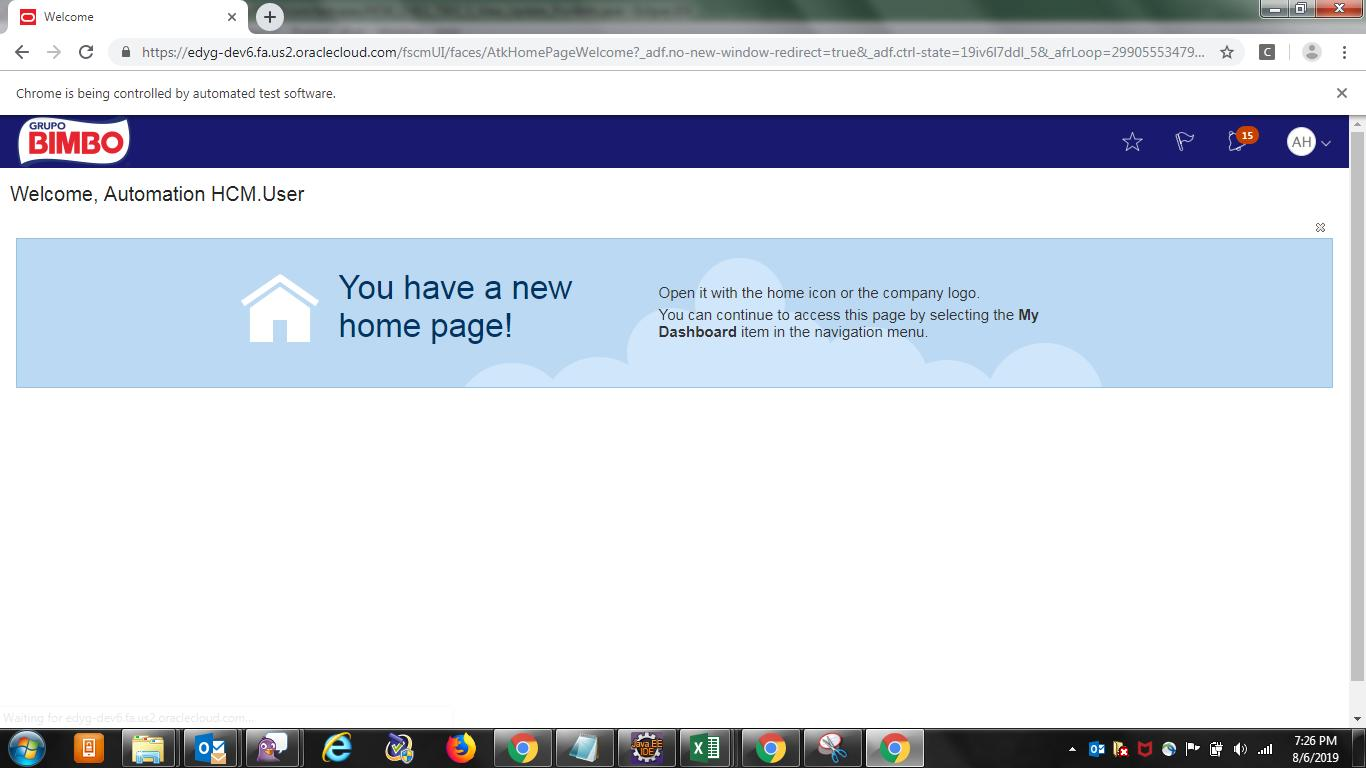 Welcome
https://edyg-dev6.fa.us2.oraclecloud.com/fscmUI/faces/AtkHomePageWelcome?_adf.no-new-window-redirect=true&_adf.ctrl-state=19iv6l7ddl_5&_afrLoop=29905553479...
C
Chrome is being controlled by automated test software.
GRUPO
BIMBO
15
AH
Welcome, Automation HCM.User
You have a new
home page!
Open it with the home icon or the company logo.
You can continue to access this page by selecting the My
Dashboard item in the navigation menu.
Waiting for edyg-dev6.fa.us2.oraclecloud.com...
Java EE
IDE
7:26 PM
8/6/2019